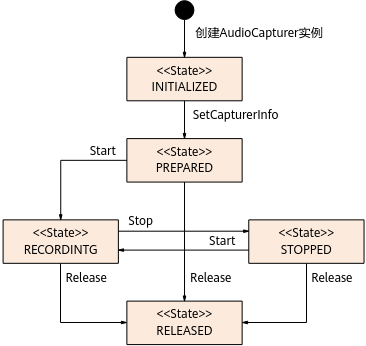 创建AudioCapturer实例
<<State>>
INITIALIZED
SetCapturerInfo
<<State>>
PREPARED
Start
<<State>>
RECORDINTG
Stop
Start
<<State>>
STOPPED
Release
Release
Release
<<State>>
RELEASED